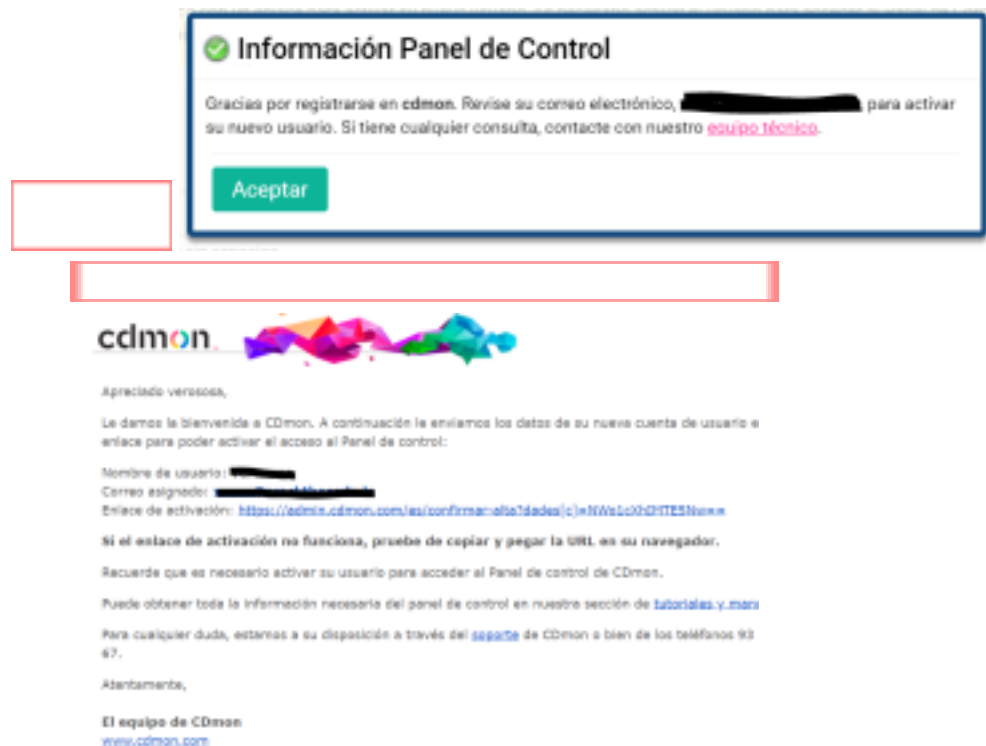 Información Panel de Control
Gracias por registrarse en cdmon. Revise su correo electrónico, para activar
su nuevo usuario. Si tiene cualquier consulta, contacte con nuestro equipo técnico.
Aceptar
cdmon
Apreciado verososa,
Le damos la bienvenida a CDmon. A continuación le enviamos los datos de su nueva cuenta de usuario e
enlace para poder activar el acceso al Panel de control:
Nombre de usuario:
Correo asignado:
Enlace de activación:
Si el enlace de activación no funciona, pruebe de copiar y pegar la URL en su navegador.
Recuerde que es necesario activar su usuario para acceder al Panel de control de CDmon.
Puede obtener toda la información necesaria del panel de control en nuestra sección de tutoriales y manu
Para cualquier duda, estamos a su disposición a través del soporte de CDmon o bien de los teléfonos 93
67.
Atentamente,
El equipo de CDmon
www.cdmon.com